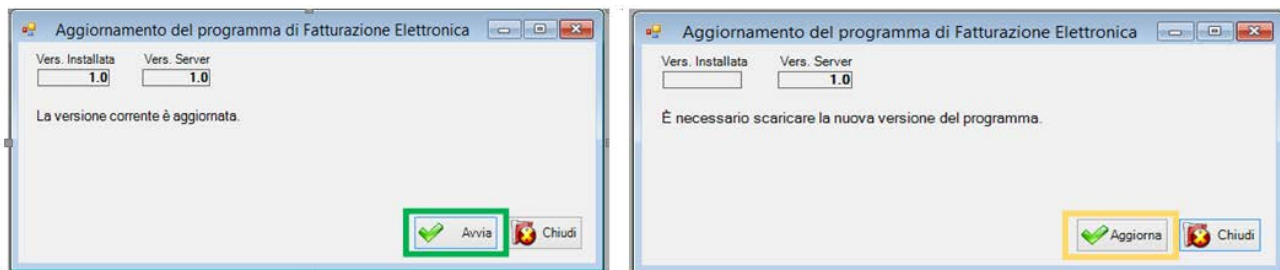 Aggiornamento del programma di Fatturazione Elettronica
Vers. Installata Vers. Server
1.0 1.0
La versione corrente è aggiornata.
Avvia Chiudi
Aggiornamento del programma di Fatturazione Elettronica
Vers. Installata Vers. Server
1.0
È necessario scaricare la nuova versione del programma.
Aggiorna Chiudi